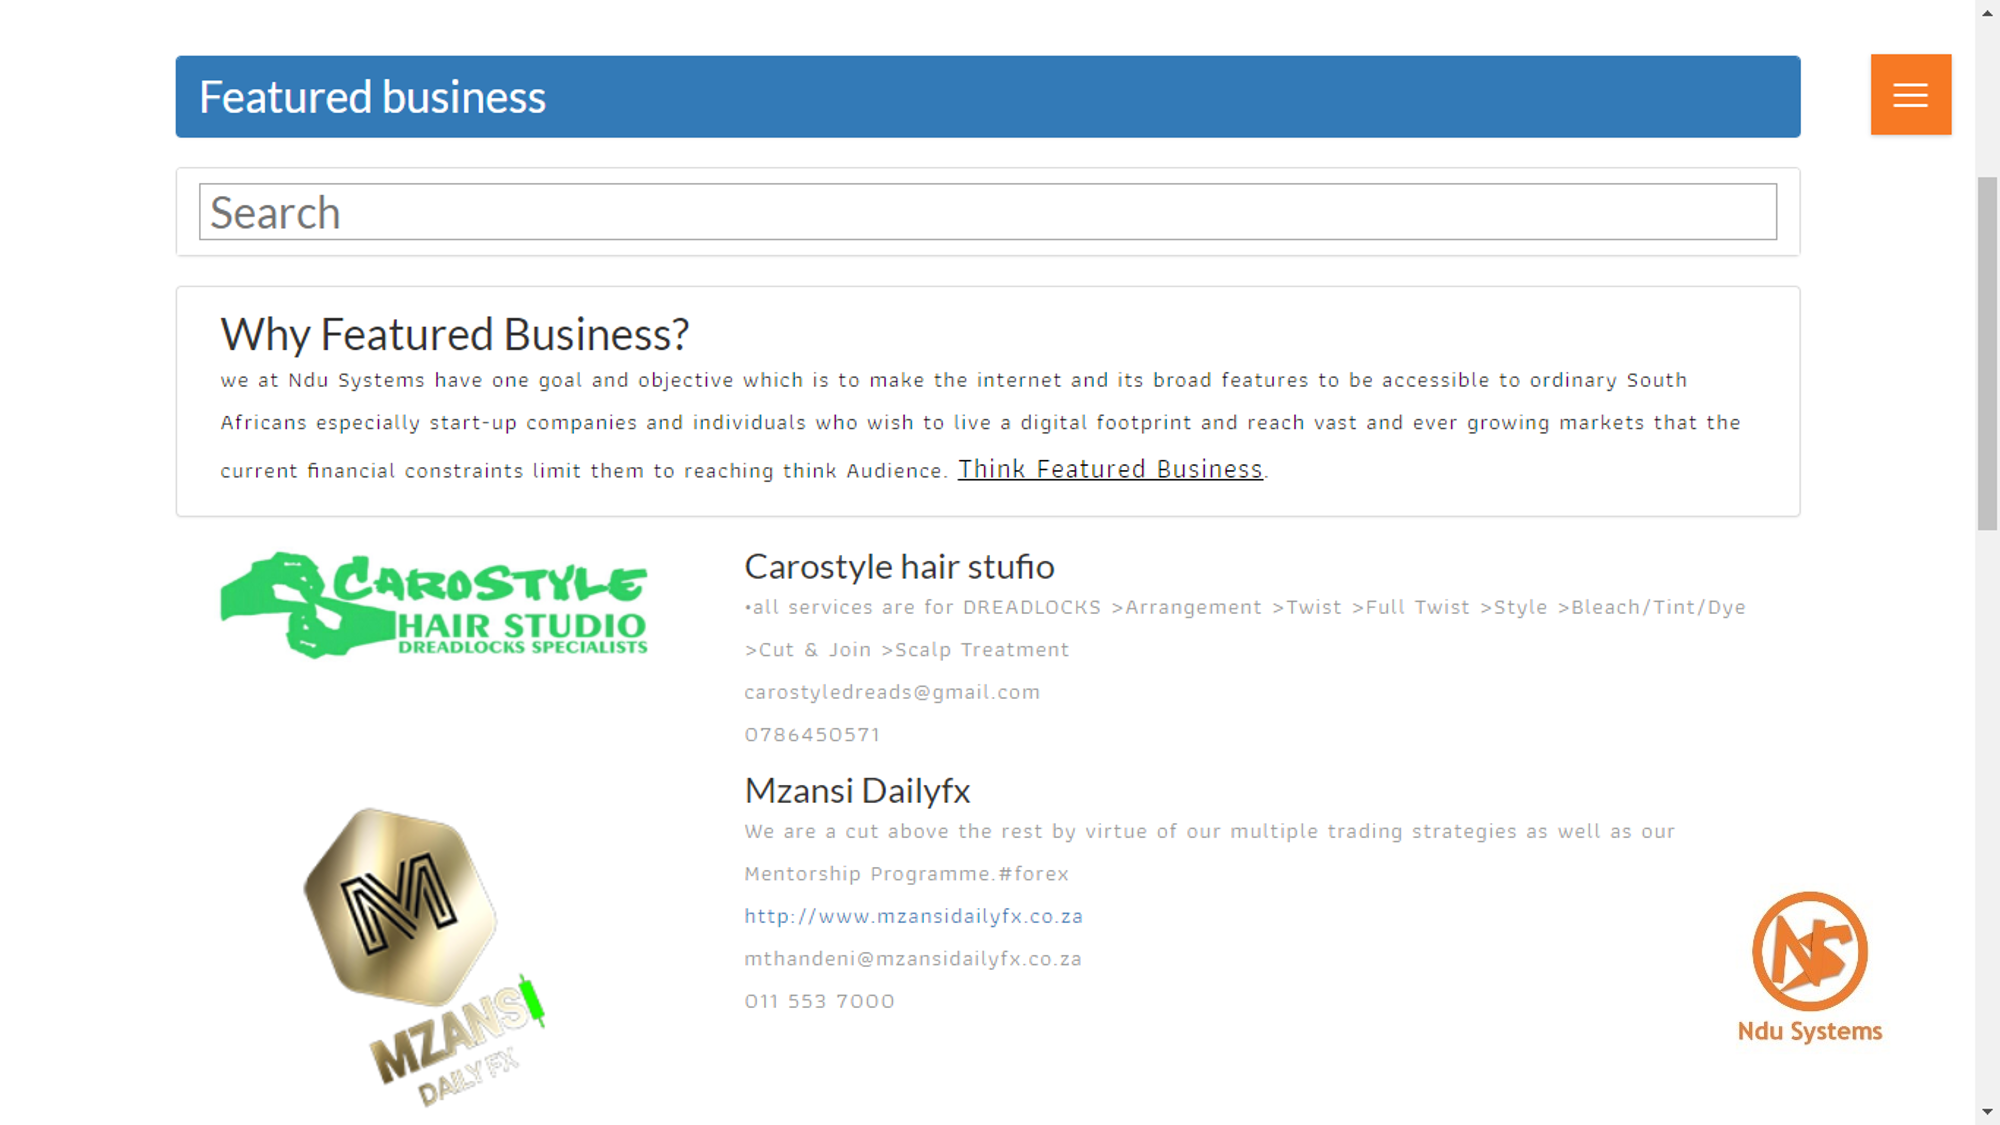 Featured business
Search
Why Featured Business?
we at Ndu Systems have one goal and objective which is to make the internet and its broad features to be accessible to ordinary South
Africans especially start-up companies and individuals who wish to live a digital footprint and reach vast and ever growing markets that the
current financial constraints limit them to reaching think Audience. Think Featured Business.
CAROSTYLE
HAIR STUDIO
DREADLOCKS SPECIALISTS
Carostyle hair stufio
•all services are for DREADLOCKS >Arrangement >Twist >Full Twist >Style >Bleach/Tint/Dye
>Cut & Join >Scalp Treatment
carostyledreads@gmail.com
0786450571
M
MZANSI
DAILY FX
Mzansi Dailyfx
We are a cut above the rest by virtue of our multiple trading strategies as well as our
Mentorship Programme.#forex
http://www.mzansidailyfx.co.za
mthandeni@mzansidailyfx.co.za
011 553 7000
NS
Ndu Systems